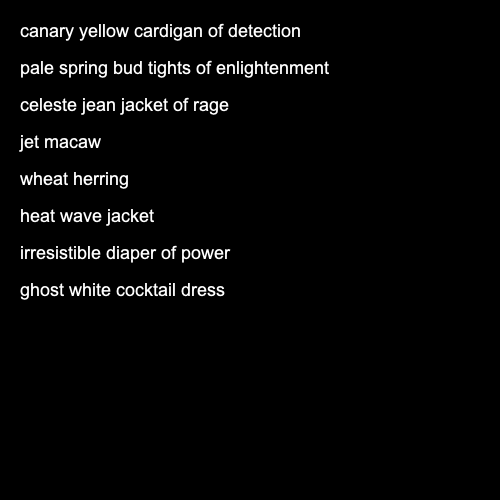 canary yellow cardigan of detection
pale spring bud tights of enlightenment
celeste jean jacket of rage
jet macaw
wheat herring
heat wave jacket
irresistible diaper of power
ghost white cocktail dress